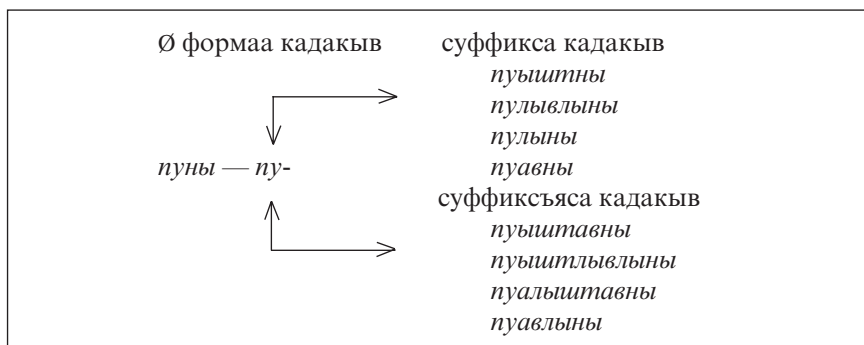 Ø формаа кадакыв суффикса кадакыв
пуыштны
пулывлыны
пулыны
пуны — пу- пуавны
суффиксъяса кадакыв
пуыштавны
пуыштлывлыны
пуалыштавны
пуавлыны